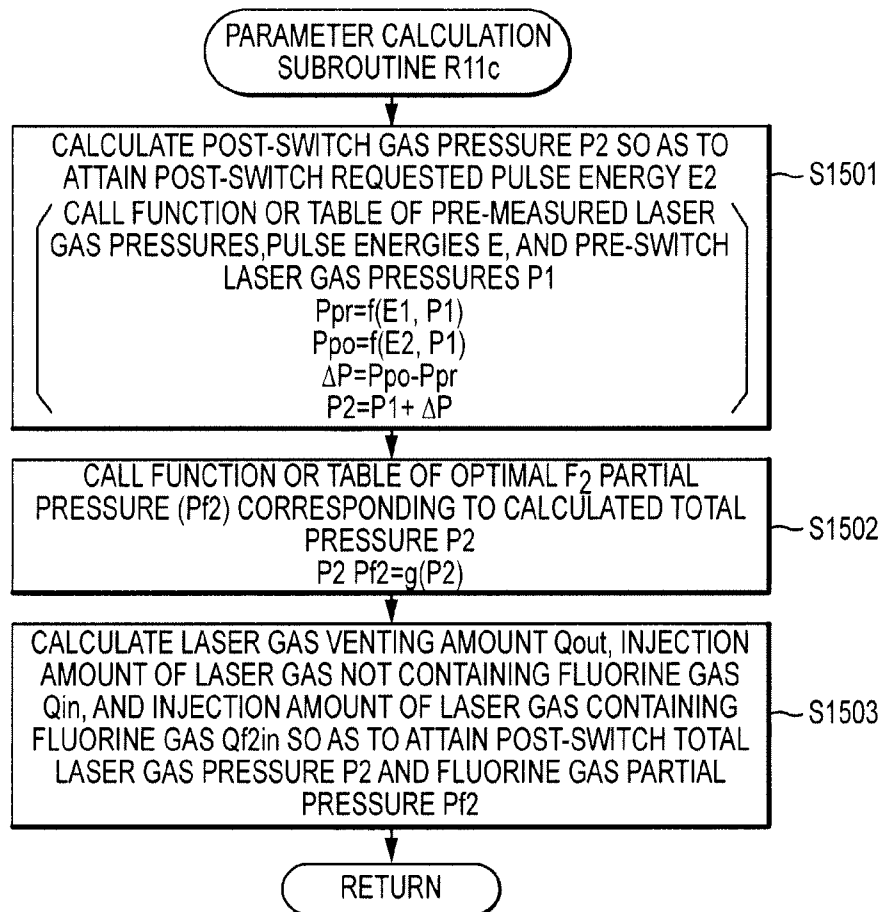 PARAMETER CALCULATION
SUBROUTINE R11c
CALCULATE POST-SWITCH GAS PRESSURE P2 SO AS TO
ATTAIN POST-SWITCH REQUESTED PULSE ENERGY E2
CALL FUNCTION OR TABLE OF PRE-MEASURED LASER
GAS PRESSURES,PULSE ENERGIES E, AND PRE-SWITCH
LASER GAS PRESSURES P1
Ppr=f(E1, P1)
Ppo=f(E2, P1)
ΔP=Ppo-Ppr
P2=P1+ ΔP
S1501
CALL FUNCTION OR TABLE OF OPTIMAL F2 PARTIAL
PRESSURE (Pf2) CORRESPONDING TO CALCULATED TOTAL
PRESSURE P2
P2 Pf2=g(P2)
S1502
CALCULATE LASER GAS VENTING AMOUNT Qout, INJECTION
AMOUNT OF LASER GAS NOT CONTAINING FLUORINE GAS
Qin, AND INJECTION AMOUNT OF LASER GAS CONTAINING
FLUORINE GAS Qf2in SO AS TO ATTAIN POST-SWITCH TOTAL
LASER GAS PRESSURE P2 AND FLUORINE GAS PARTIAL
PRESSURE Pf2
S1503
RETURN